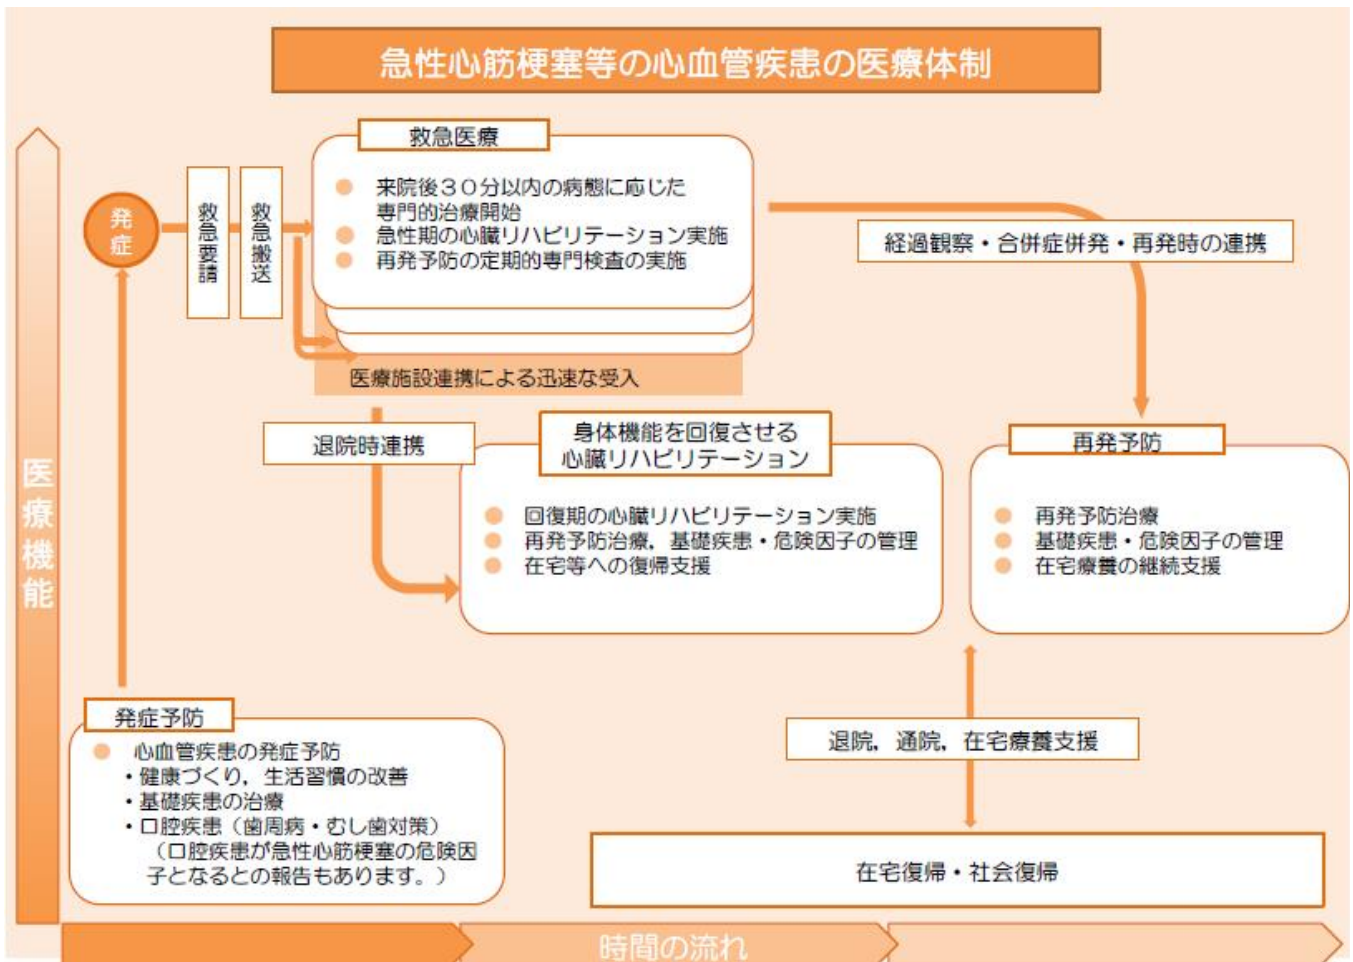 急性心筋梗塞等の心血管疾患の医療体制
救急医療
● 来院後30分以内の病態に応じた
専門的治療開始
● 急性期の心臓リハビリテーション実施
● 再発予防の定期的専門検査の実施
発症
救急要請
救急搬送
経過観察・合併症併発・再発時の連携
医療施設連携による迅速な受入
退院時連携
身体機能を回復させる
心臓リハビリテーション
● 回復期の心臓リハビリテーション実施
● 再発予防治療,基礎疾患・危険因子の管理
● 在宅等への復帰支援
再発予防
● 再発予防治療
● 基礎疾患・危険因子の管理
● 在宅療養の継続支援
医療機能
発症予防
● 心血管疾患の発症予防
・健康づくり,生活習慣の改善
・基礎疾患の治療
・口腔疾患(歯周病・むし歯対策)
(口腔疾患が急性心筋梗塞の危険因
子となるとの報告もあります。)
退院,通院,在宅療養支援
在宅復帰・社会復帰
時間の流れ